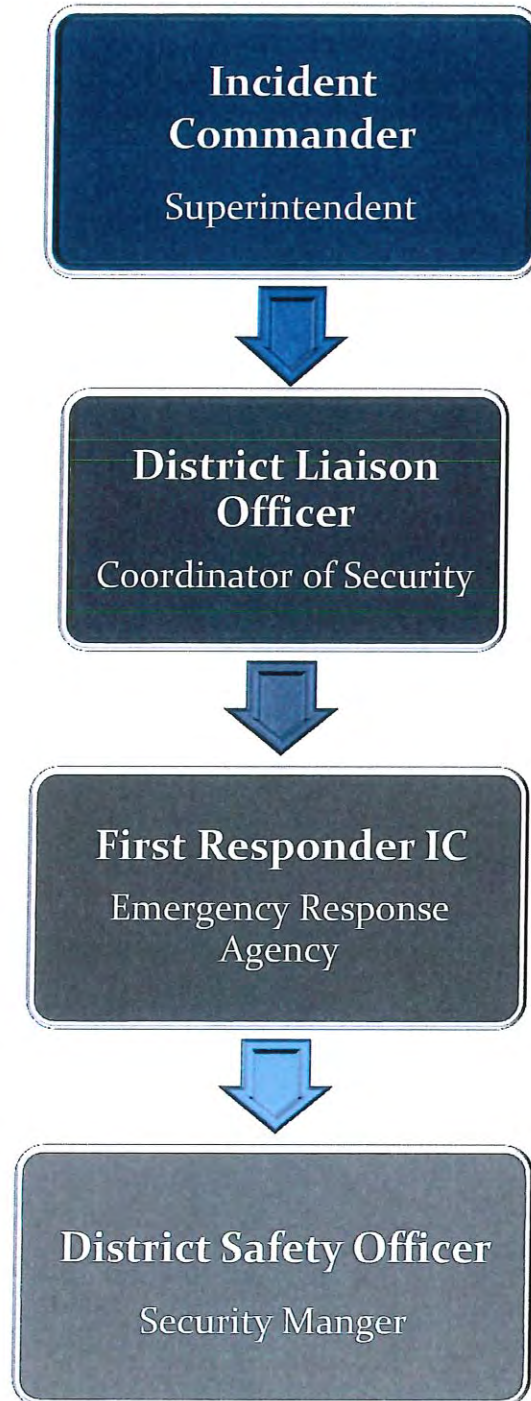 Incident
Commander
Superintendent
District Liaison
Officer
Coordinator of Security
First Responder IC
Emergency Response
Agency
District Safety Officer
Security Manger